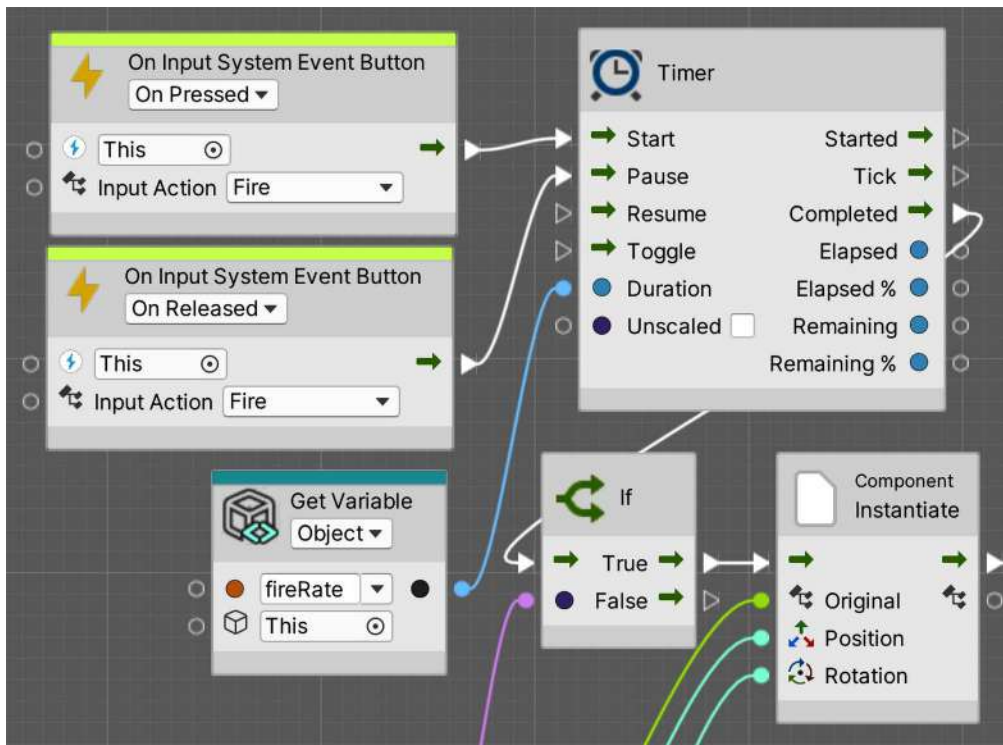 On Input System Event Button
On Pressed
This
Input Action Fire
On Input System Event Button
On Released
This
Input Action Fire
Timer
Start Started
Pause Tick
Resume Completed
Toggle Elapsed
Duration Elapsed %
Unscaled Remaining
Remaining %
Get Variable
Object
fireRate
This
If
True
False
Component
Instantiate
Original
Position
Rotation